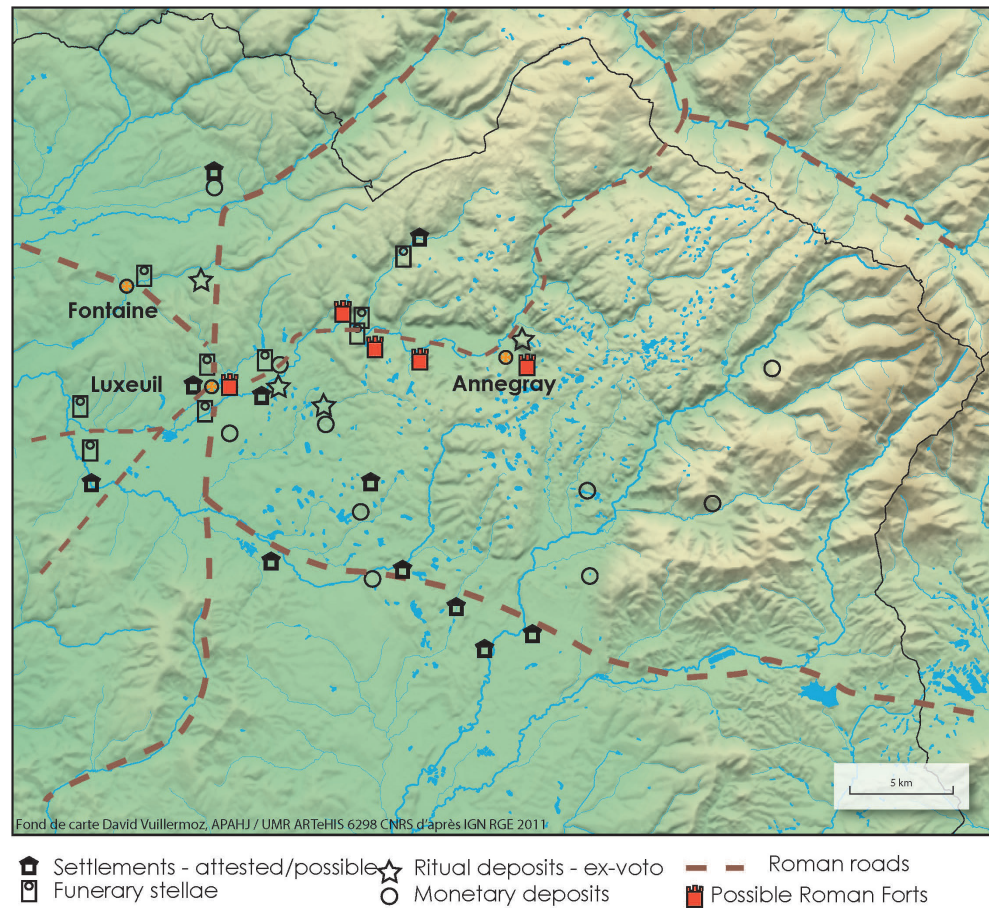 Fontaine
Luxeuil
Annegray
5 km
Fond de carte David Vuillermoz, APAHJ / UMR ARTeHIS 6298 CNRS d'après IGN RGE 2011
Settlements - attested/possible
Ritual deposits - ex-voto
Roman roads
Funerary stellae
Monetary deposits
Possible Roman Forts